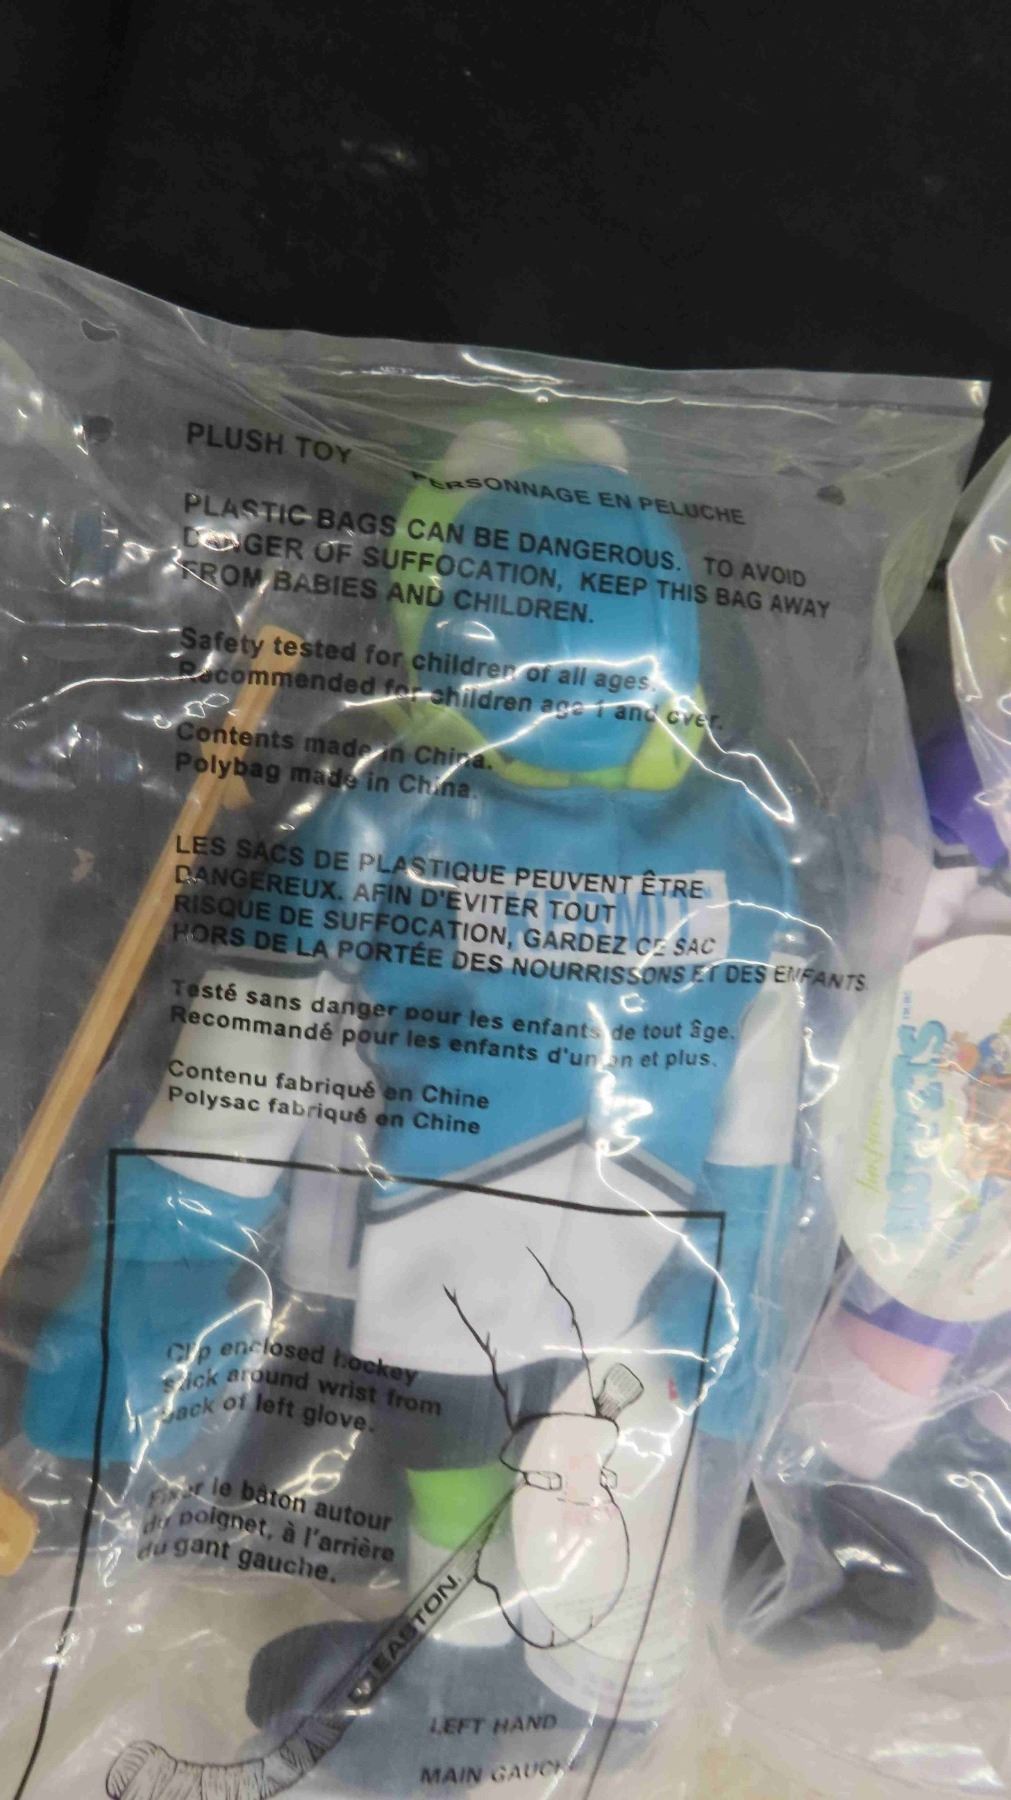 PLUSH TOY
PERSONNAGE EN PELUCHE
PLASTIC BAGS CAN BE DANGEROUS. TO AVOID
DANGER OF SUFFOCATION, KEEP THIS BAG AWAY
FROM BABIES AND CHILDREN.
Safety tested for children of all ages.
Recommended for children age 1 and over.
Contents made in China.
Polybag made in China.
LES SACS DE PLASTIQUE PEUVENT ÊTRE
DANGEREUX. AFIN D'EVITER TOUT
RISQUE DE SUFFOCATION, GARDEZ CE SAC
HORS DE LA PORTÉE DES NOURRISSONS ET DES ENFANTS.
KERMIT
Testé sans danger pour les enfants de tout âge.
Recommandé pour les enfants d'un an et plus.
Contenu fabriqué en Chine
Polysac fabriqué en Chine
Clip enclosed hockey
stick around wrist from
back of left glove.
Fixer le bâton autour
du poignet, à l'arrière
du gant gauche.
EASTON.
LEFT HAND
MAIN GAUCHE